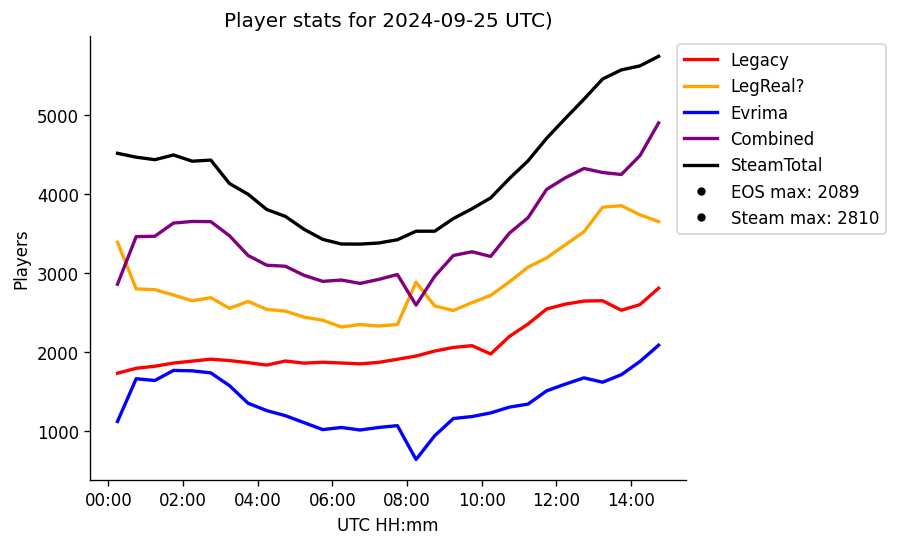 Player stats for 2024-09-25 UTC)
Legacy
LegReal?
Evrima
Combined
SteamTotal
EOS max: 2089
Steam max: 2810
Players
5000
4000
3000
2000
1000
00:00 02:00 04:00 06:00 08:00 10:00 12:00 14:00
UTC HH:mm